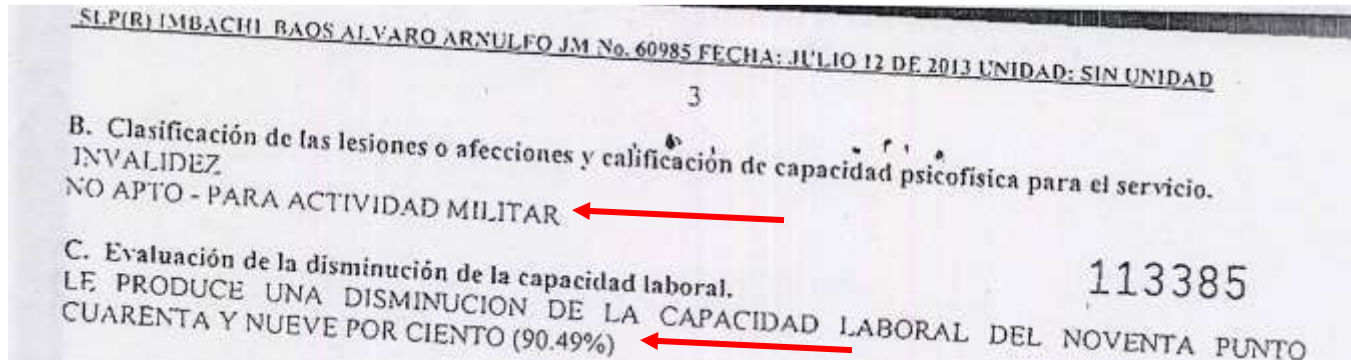 SLP(R) IMBACHI BAOS ALVARO ARNULFO JM No. 60985 FECHA: JULIO 12 DE 2013 UNIDAD: SIN UNIDAD
3
B. Clasificación de las lesiones o afecciones y calificación de capacidad psicofísica para el servicio.
INVALIDEZ
NO APTO - PARA ACTIVIDAD MILITAR
C. Evaluación de la disminución de la capacidad laboral.
113385
LE PRODUCE UNA DISMINUCION DE LA CAPACIDAD LABORAL DEL NOVENTA PUNTO
CUARENTA Y NUEVE POR CIENTO (90.49%)